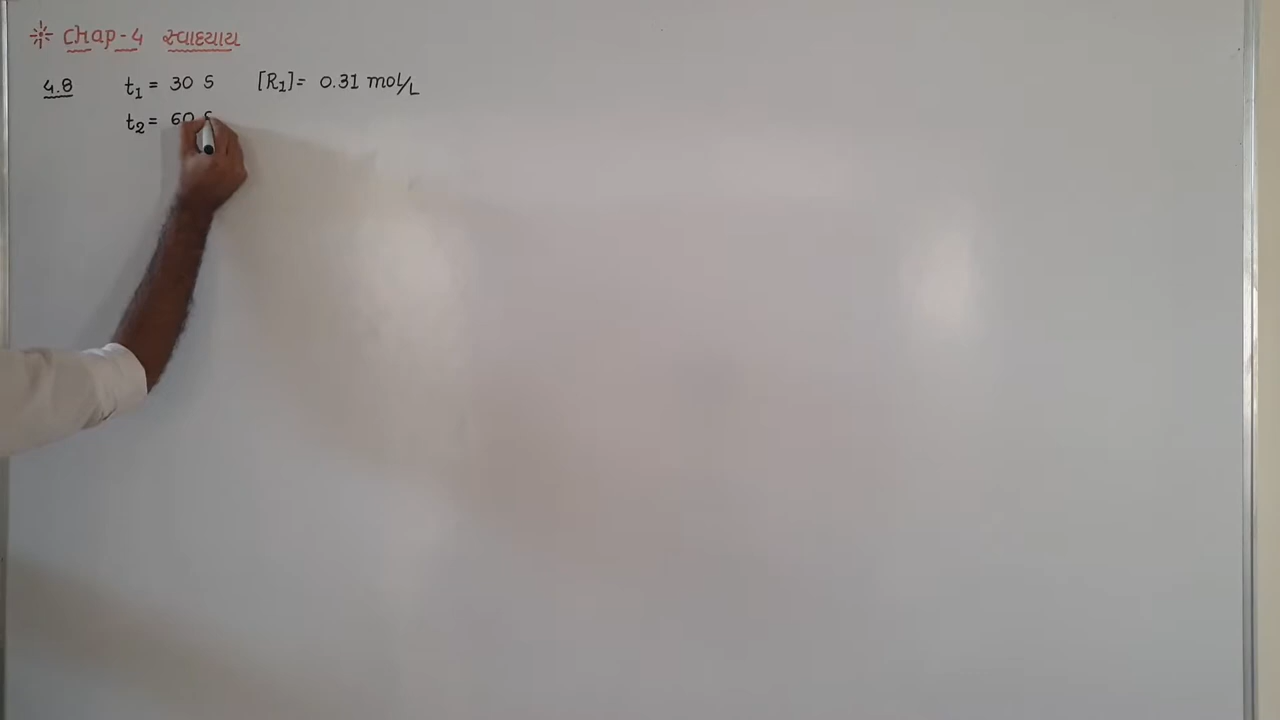 Chap-4 સ્વાધ્યાય
4.8 t₁ = 30 S [R₁] = 0.31 mol/L
t₂ = 60 S